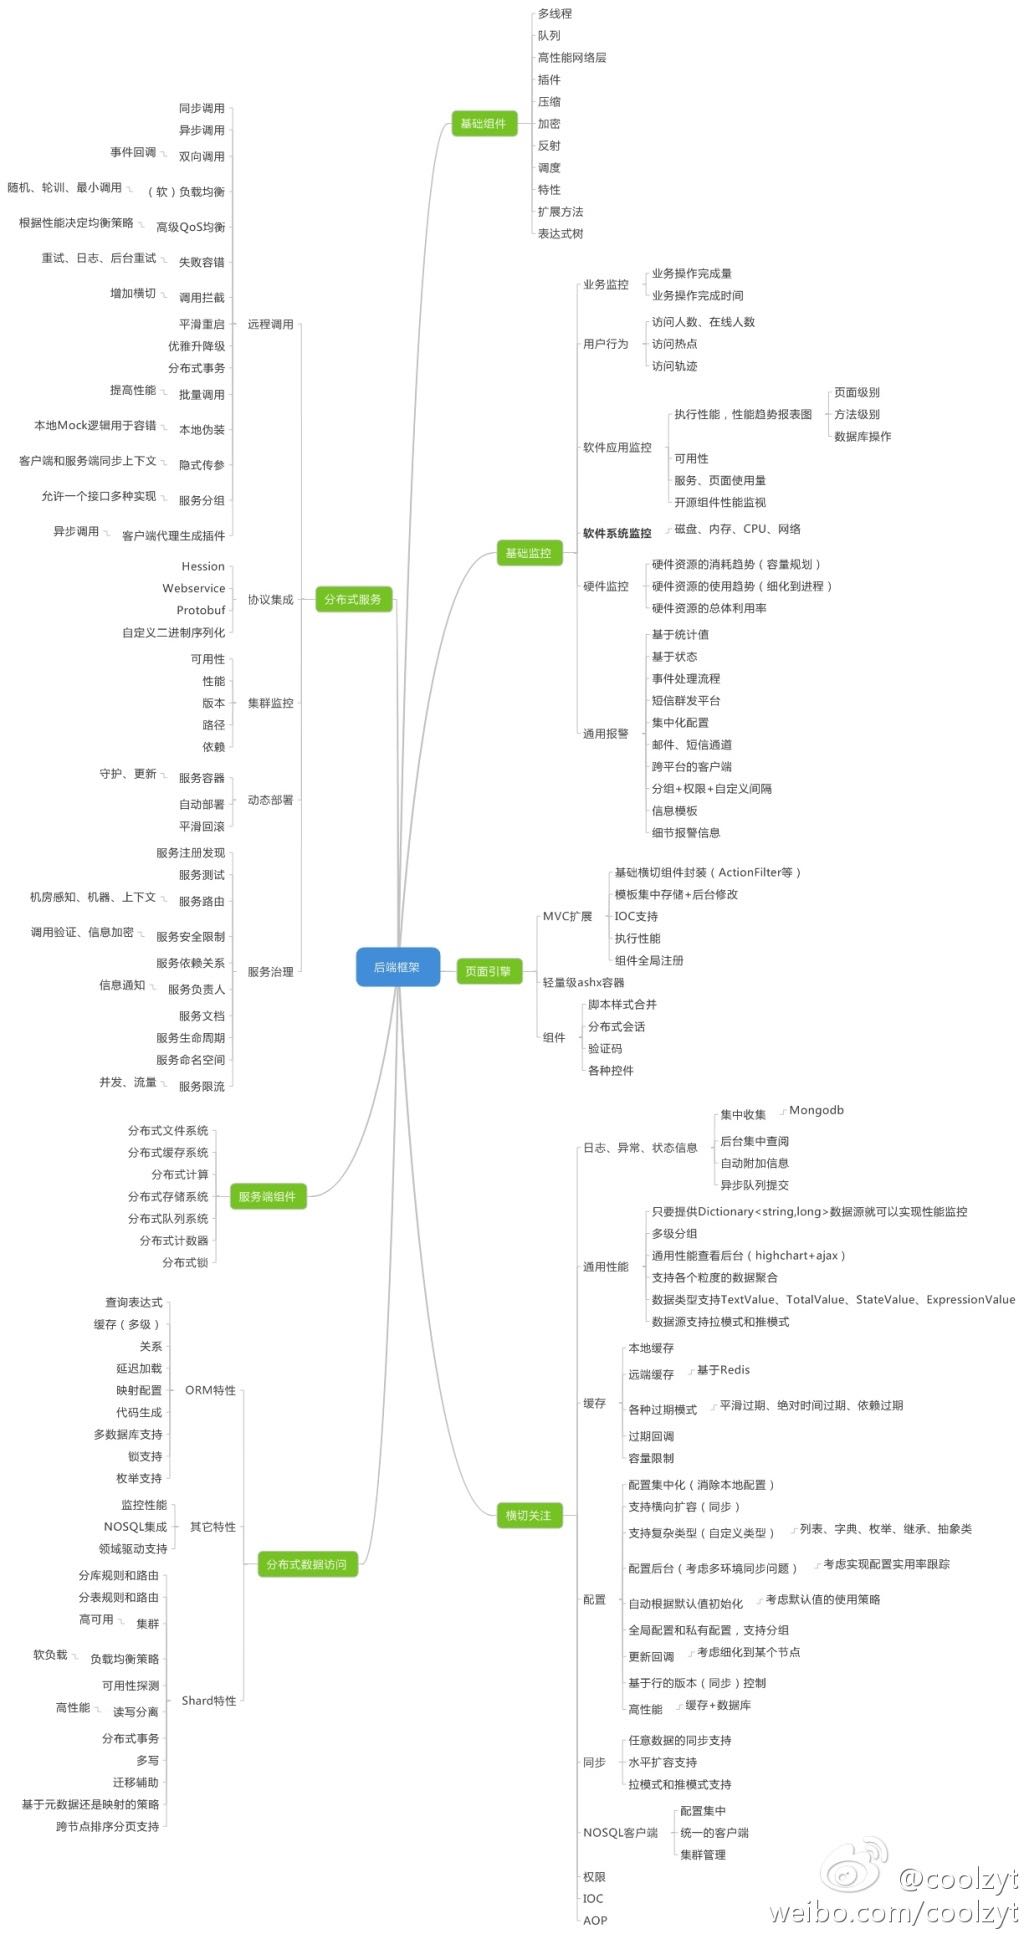 后端框架
基础组件
多线程
队列
高性能网络层
插件
压缩
加密
反射
调度
特性
扩展方法
表达式树
基础监控
业务监控
业务操作完成量
业务操作完成时间
用户行为
访问人数、在线人数
访问热点
访问轨迹
软件应用监控
执行性能，性能趋势报表图
页面级别
方法级别
数据库操作
可用性
服务、页面使用量
开源组件性能监视
软件系统监控
磁盘、内存、CPU、网络
硬件监控
硬件资源的消耗趋势（容量规划）
硬件资源的使用趋势（细化到进程）
硬件资源的总体利用率
通用报警
基于统计值
基于状态
事件处理流程
短信群发平台
集中化配置
邮件、短信通道
跨平台的客户端
分组+权限+自定义间隔
信息模板
细节报警信息
页面引擎
MVC扩展
基础横切组件封装（ActionFilter等）
模板集中存储+后台修改
IOC支持
执行性能
组件全局注册
轻量级ashx容器
组件
脚本样式合并
分布式会话
验证码
各种控件
横切关注
日志、异常、状态信息
集中收集
Mongodb
后台集中查阅
自动附加信息
异步队列提交
通用性能
只要提供Dictionary<string,long>数据源就可以实现性能监控
多级分组
通用性能查看后台（highchart+ajax）
支持各个粒度的数据聚合
数据类型支持TextValue、TotalValue、StateValue、ExpressionValue
数据源支持拉模式和推模式
缓存
本地缓存
远端缓存
基于Redis
各种过期模式
平滑过期、绝对时间过期、依赖过期
过期回调
容量限制
配置
配置集中化（消除本地配置）
支持横向扩容（同步）
支持复杂类型（自定义类型）
列表、字典、枚举、继承、抽象类
配置后台（考虑多环境同步问题）
考虑实现配置实用率跟踪
自动根据默认值初始化
考虑默认值的使用策略
全局配置和私有配置，支持分组
更新回调
考虑细化到某个节点
基于行的版本（同步）控制
高性能
缓存+数据库
同步
任意数据的同步支持
水平扩容支持
拉模式和推模式支持
NOSQL客户端
配置集中
统一的客户端
集群管理
权限
IOC
AOP
分布式服务
远程调用
同步调用
异步调用
双向调用
事件回调
（软）负载均衡
随机、轮训、最小调用
高级QoS均衡
根据性能决定均衡策略
失败容错
重试、日志、后台重试
调用拦截
增加横切
平滑重启
优雅升降级
分布式事务
批量调用
提高性能
本地伪装
本地Mock逻辑用于容错
隐式传参
客户端和服务端同步上下文
服务分组
允许一个接口多种实现
客户端代理生成插件
异步调用
协议集成
Hession
Webservice
Protobuf
自定义二进制序列化
集群监控
可用性
性能
版本
路径
依赖
动态部署
服务容器
守护、更新
自动部署
平滑回滚
服务治理
服务注册发现
服务测试
服务路由
机房感知、机器、上下文
服务安全限制
调用验证、信息加密
服务依赖关系
服务负责人
信息通知
服务文档
服务生命周期
服务命名空间
服务限流
并发、流量
服务端组件
分布式文件系统
分布式缓存系统
分布式计算
分布式存储系统
分布式队列系统
分布式计数器
分布式锁
分布式数据访问
ORM特性
查询表达式
缓存（多级）
关系
延迟加载
映射配置
代码生成
多数据库支持
锁支持
枚举支持
其它特性
监控性能
NOSQL集成
领域驱动支持
Shard特性
分库规则和路由
分表规则和路由
集群
高可用
负载均衡策略
软负载
可用性探测
读写分离
高性能
分布式事务
多写
迁移辅助
基于元数据还是映射的策略
跨节点排序分页支持
@coolzyt
weibo.com/coolzyt